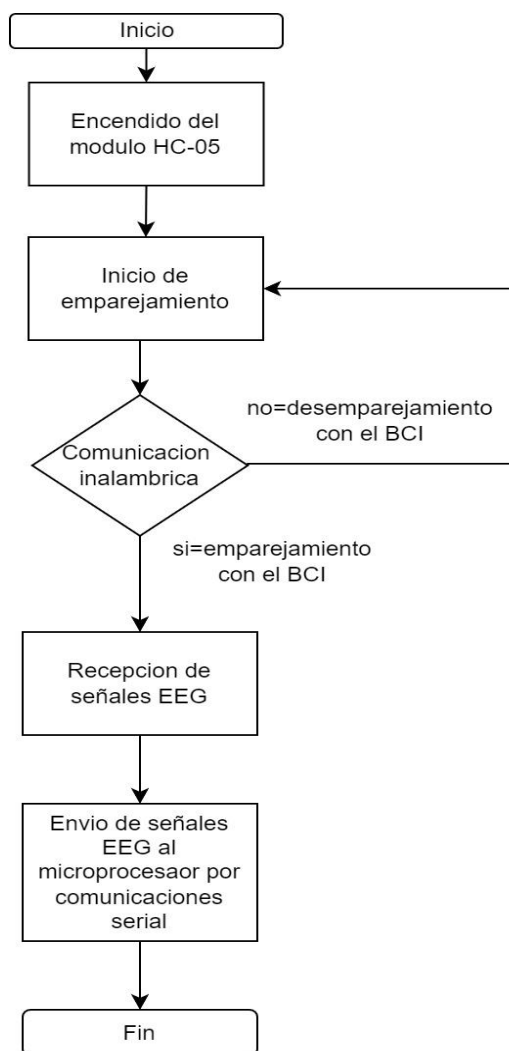 Inicio
Encendido del
modulo HC-05
Inicio de
emparejamiento
no=desemparejamiento
con el BCI
Comunicacion
inalambrica
si=emparejamiento
con el BCI
Recepcion de
señales EEG
Envio de señales
EEG al
microprocesaor por
comunicaciones
serial
Fin